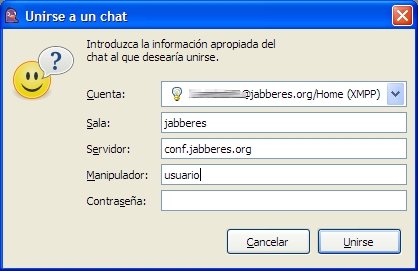 Unirse a un chat
Introduzca la información apropiada del
chat al que desearía unirse.
Cuenta: @jabberes.org/Home (XMPP)
Sala: jabberes
Servidor: conf.jabberes.org
Manipulador: usuario
Contraseña:
Cancelar Unirse